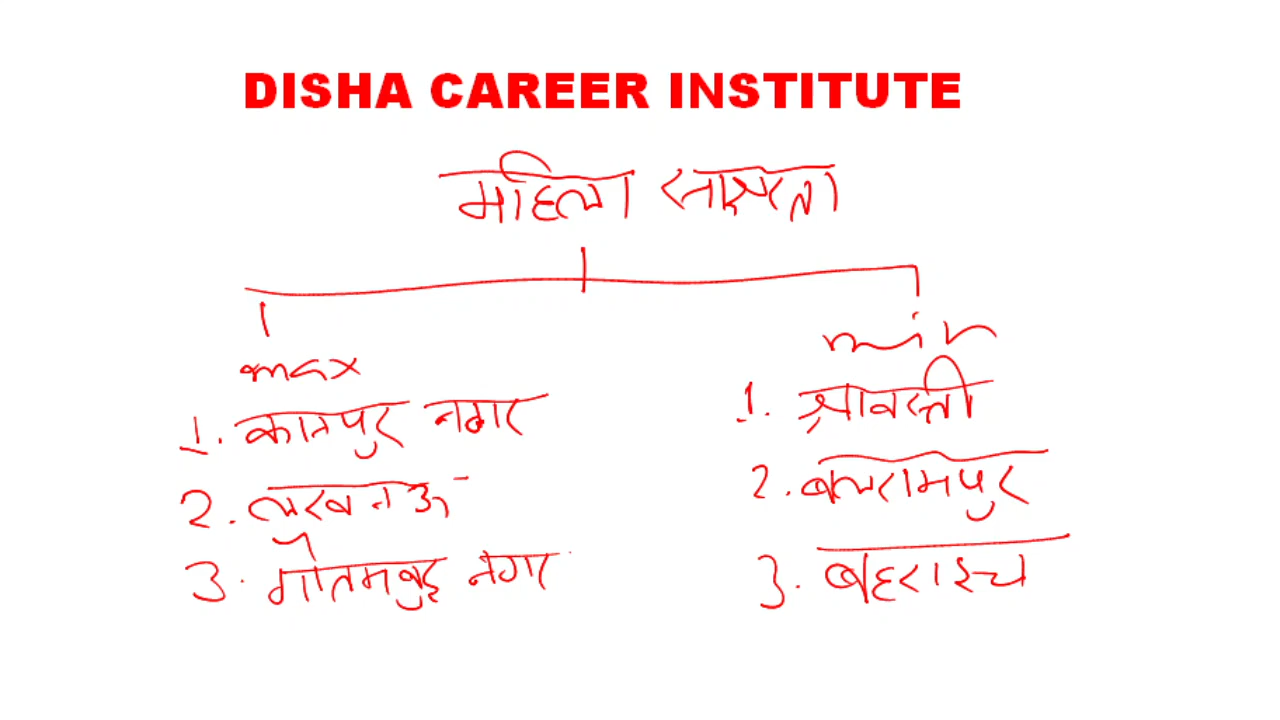 DISHA CAREER INSTITUTE
महिला साक्षरता
max
min
1. कानपुर नगर
2. लखनऊ
3. गौतमबुद्ध नगर
1. श्रावस्ती
2. बलरामपुर
3. बहराइच